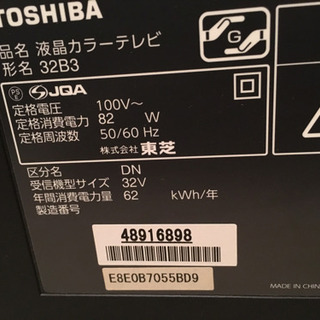 TOSHIBA
品名 液晶カラーテレビ
形名 32B3
G
PS E JQA
定格電圧 100V～
定格消費電力 82 W
定格周波数 50/60 Hz
株式会社 東芝
区分名 DN
受信機型サイズ 32V
年間消費電力量 62 kWh/年
製造番号
48916898
E8E0B7055BD9